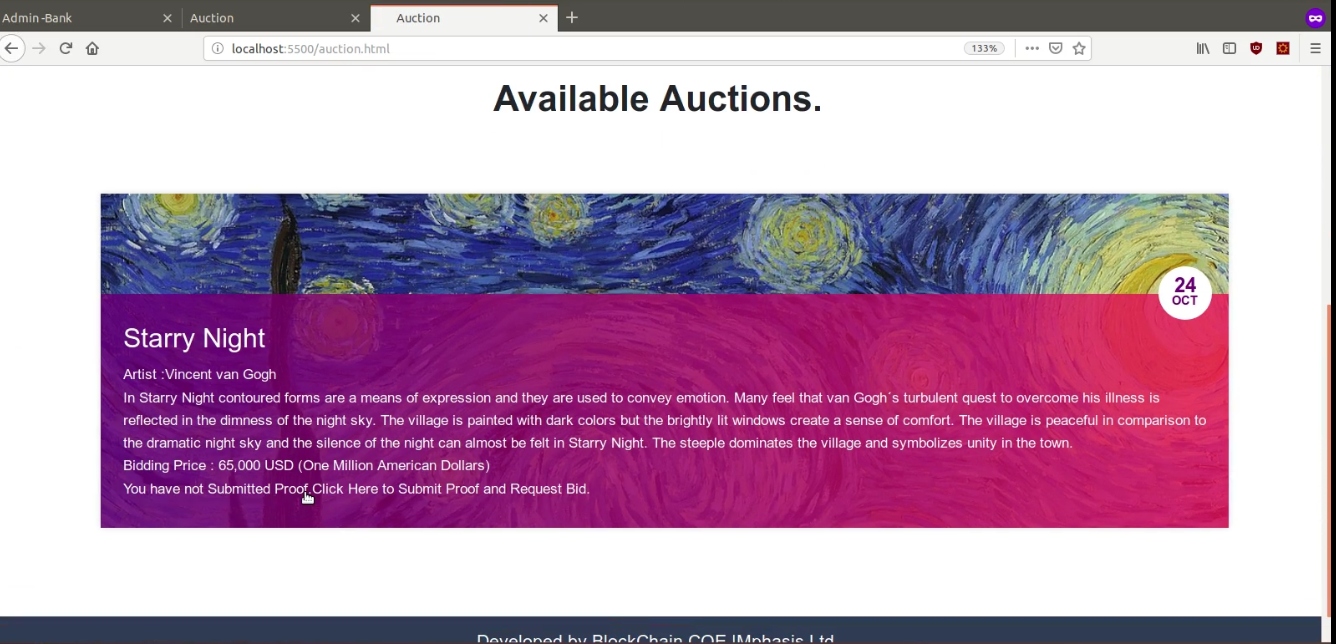 Admin-Bank
Auction
Auction
localhost:5500/auction.html
133%
Available Auctions.
24
OCT
Starry Night
Artist :Vincent van Gogh
In Starry Night contoured forms are a means of expression and they are used to convey emotion. Many feel that van Gogh´s turbulent quest to overcome his illness is
reflected in the dimness of the night sky. The village is painted with dark colors but the brightly lit windows create a sense of comfort. The village is peaceful in comparison to
the dramatic night sky and the silence of the night can almost be felt in Starry Night. The steeple dominates the village and symbolizes unity in the town.
Bidding Price : 65,000 USD (One Million American Dollars)
You have not Submitted Proof.Click Here to Submit Proof and Request Bid.
Developed by BlockChain COE,IMphasis Ltd